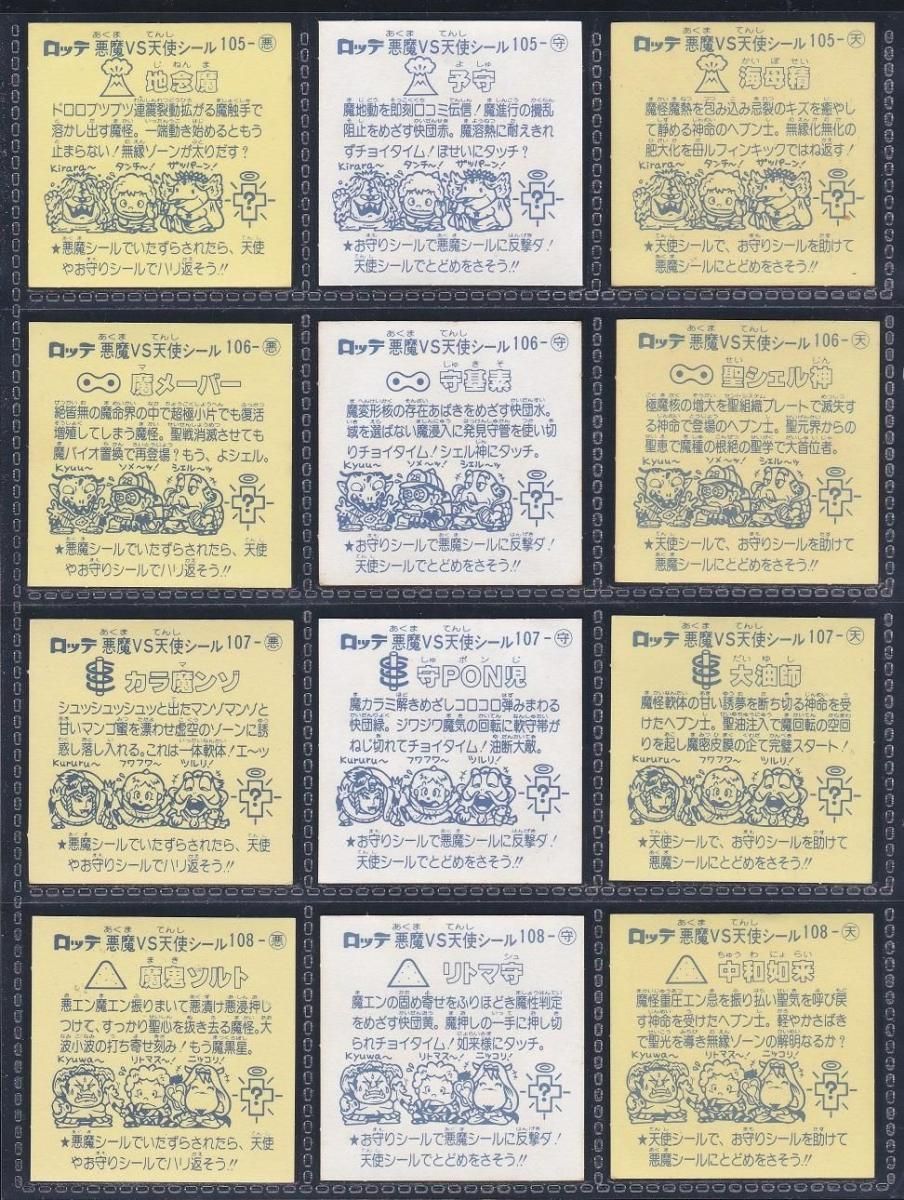 ロッテ 悪魔VS天使シール 105-悪
地念魔
ドロロブツブツ連震裂動拡がる魔触手で
溶かし出す魔怪。一端動き始めるともう
止まらない!無縁ゾーンが太りだす?
Kirara〜 タンチ〜! ザッパーン!
★悪魔シールでいたずらされたら、天使
やお守りシールでハリ返そう!!
ロッテ 悪魔VS天使シール 105-守
予守
魔地動を即刻口コミ伝信!魔進行の攪乱
阻止をめざす快団赤。魔溶熱に耐えきれ
ずチョイタイム!ぼせいにタッチ?
Kirara〜 タンチ〜! ザッパーン!
★お守りシールで悪魔シールに反撃ダ!
天使シールでとどめをさそう!!
ロッテ 悪魔VS天使シール 105-天
海母精
魔怪魔熱を包み込み忌裂のキズを癒やし
て静める神命のヘブン士。無縁化無化の
肥大化を母ルフィンキックではね返す!
Kirara〜 タンチ〜! ザッパーン!
★天使シールで、お守りシールを助けて
悪魔シールにとどめをさそう!!
ロッテ 悪魔VS天使シール 106-悪
魔メーバー
絶皆無の魔命界の中で超極小片でも復活
増殖してしまう魔怪。聖戦消滅させても
魔バイオ置換で再登場?もう、よシェル。
Kyuu〜 ソメ〜ッ! シェル〜ッ
★悪魔シールでいたずらされたら、天使
やお守りシールでハリ返そう!!
ロッテ 悪魔VS天使シール 106-守
守基素
魔変形核の存在あばきをめざす快団水。
域を選ばない魔浸入に発色守管を使い切
りチョイタイム!シェル神にタッチ。
Kyuu〜 ソメ〜ッ! シェル〜ッ
★お守りシールで悪魔シールに反撃ダ!
天使シールでとどめをさそう!!
ロッテ 悪魔VS天使シール 106-天
聖シェル神
極魔核の増大を聖組織プレートで滅失す
る神命で登場のヘブン士。聖元界からの
聖恵で魔種の根絶の聖学で大首位者。
Kyuu〜 ソメ〜ッ! シェル〜ッ
★天使シールで、お守りシールを助けて
悪魔シールにとどめをさそう!!
ロッテ 悪魔VS天使シール 107-悪
カラ魔ンゾ
シュッシュッシュッと出たマンゾマンゾと
甘いマンゴ蜜を漂わせ虚空のゾーンに誘
惑し落し入れる。これは一体軟体!エーッ
Kururu〜 フワフワ〜 ツルリ!
★悪魔シールでいたずらされたら、天使
やお守りシールでハリ返そう!!
ロッテ 悪魔VS天使シール 107-守
守PON児
魔カラミ解きめざしコロコロ弾みまわる
快団緑。ジワジワ魔気の回転に軟守帯が
ねじ切れてチョイタイム!油断大敵。
Kururu〜 フワフワ〜 ツルリ!
★お守りシールで悪魔シールに反撃ダ!
天使シールでとどめをさそう!!
ロッテ 悪魔VS天使シール 107-天
大油師
魔怪軟体の甘い誘夢を断ち切る神命を受
けたヘブン士。聖油注入で魔回転の空回
りを起し魔密皮膜の企て完璧スタート!
Kururu〜 フワフワ〜 ツルリ!
★天使シールで、お守りシールを助けて
悪魔シールにとどめをさそう!!
ロッテ 悪魔VS天使シール 108-悪
魔鬼ソルト
悪エン魔エン振りまいて悪漬け悪浸押し
つけて、すっかり聖心を抜き去る魔怪。大
波小波の打ち寄せ刻み!もう魔黒星。
Kyuwa〜 リトマス〜! ニャコリ!
★悪魔シールでいたずらされたら、天使
やお守りシールでハリ返そう!!
ロッテ 悪魔VS天使シール 108-守
リトマ守
魔エンの固め寄せをふりほどき魔性判定
をめざす快団黄。魔押しの一手に押し切
られチョイタイム!如来様にタッチ。
Kyuwa〜 リトマス〜! ニャコリ!
★お守りシールで悪魔シールに反撃ダ!
天使シールでとどめをさそう!!
ロッテ 悪魔VS天使シール 108-天
中和如来
魔怪重圧エン忌を振り払い聖気を呼び戻
す神命を受けたヘブン士。軽やかさばき
で聖光を導き無縁ゾーンの解明なるか?
Kyuwa〜 リトマス〜! ニャコリ!
★天使シールで、お守りシールを助けて
悪魔シールにとどめをさそう!!